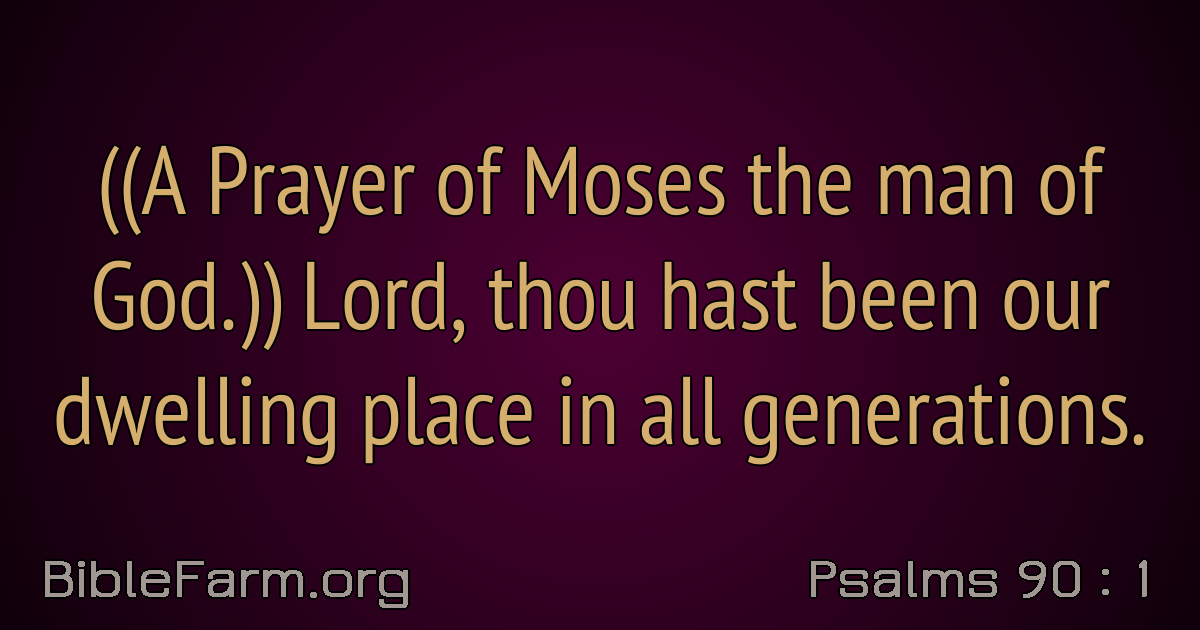 ((A Prayer of Moses the man of
God.)) Lord, thou hast been our
dwelling place in all generations.
BibleFarm.org
Psalms 90 : 1